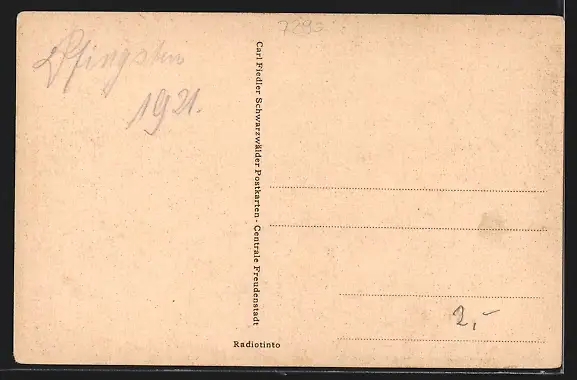 Pfingsten
1921.
7290
Carl Fiedler Schwarzwälder Postkarten - Centrale Freudenstadt
2,-
Radiotinto